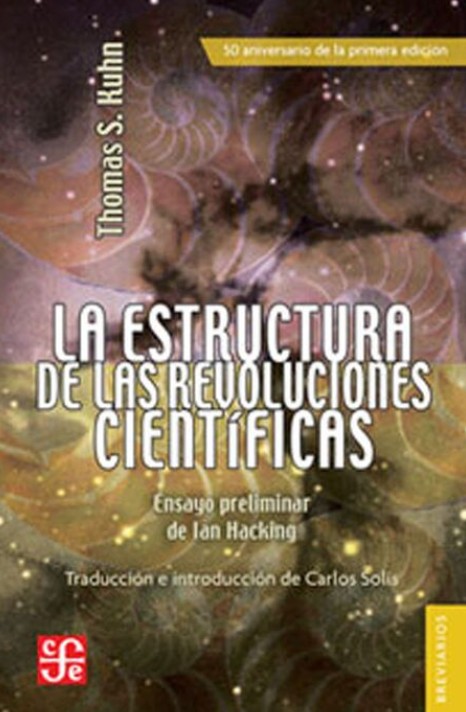 50 aniversario de la primera edición
Thomas S. Kuhn
LA ESTRUCTURA
DE LAS REVOLUCIONES
CIENTÍFICAS
Ensayo preliminar
de Ian Hacking
Traducción e introducción de Carlos Solís
BREVIARIOS
cfe